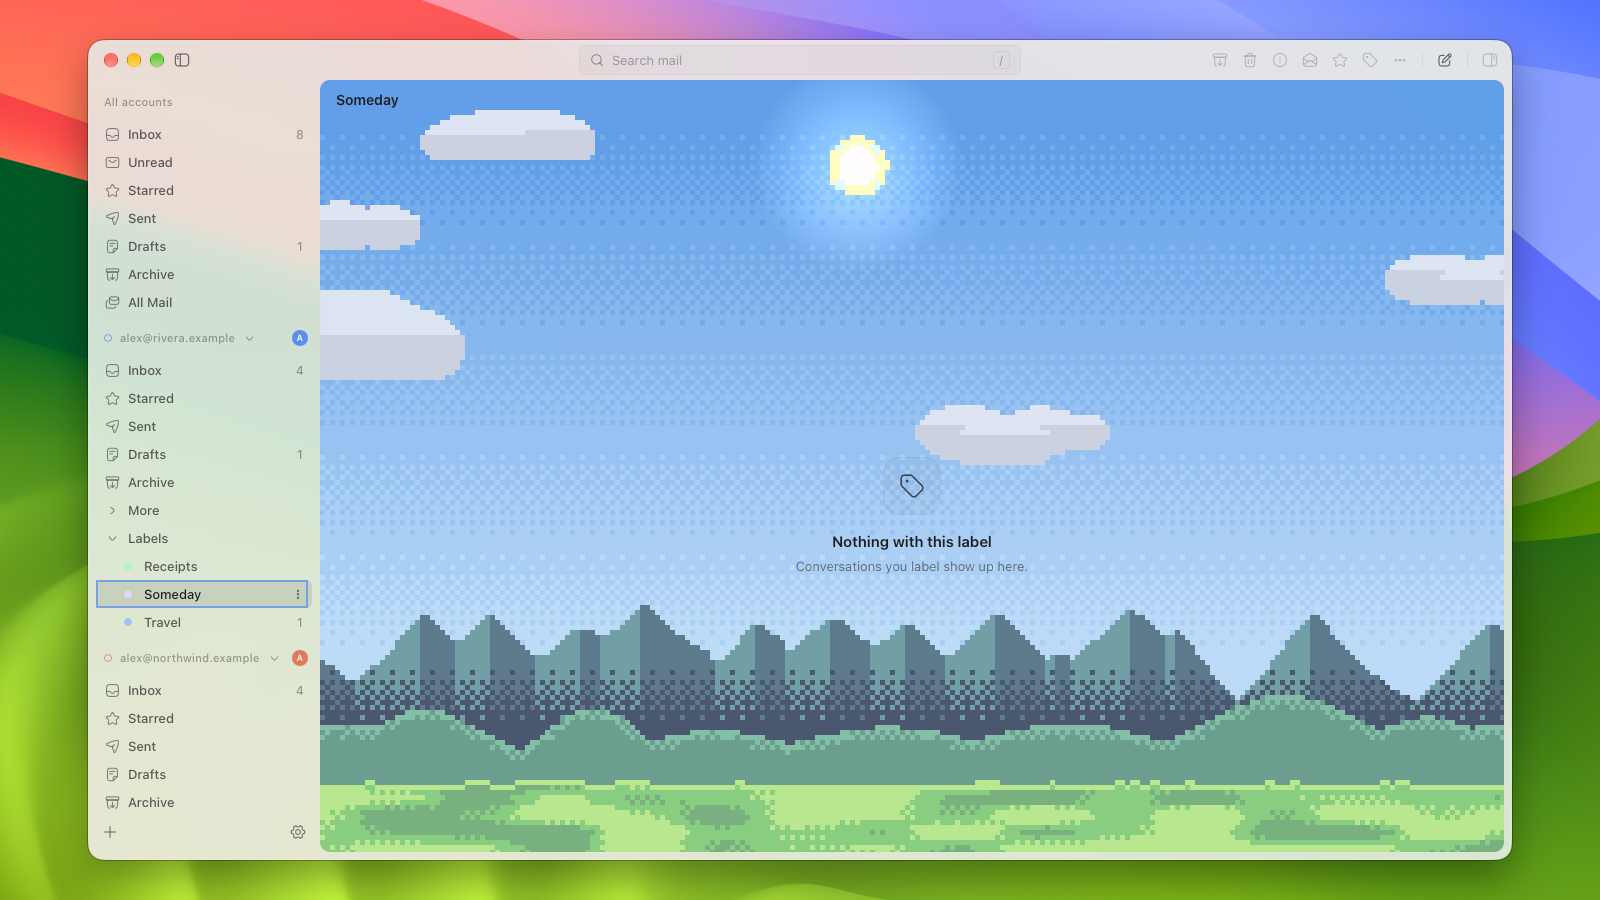 Search mail
/
All accounts
Inbox 8
Unread
Starred
Sent
Drafts 1
Archive
All Mail
alex@rivera.example A
Inbox 4
Starred
Sent
Drafts 1
Archive
More
Labels
Receipts
Someday
Travel 1
alex@northwind.example A
Inbox 4
Starred
Sent
Drafts
Archive
Someday
Nothing with this label
Conversations you label show up here.